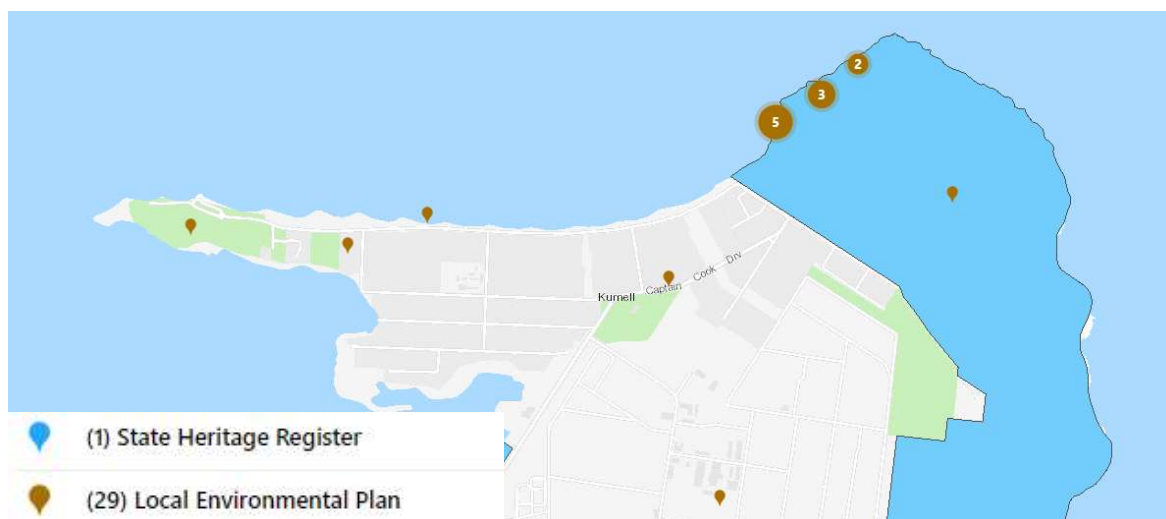 2
3
5
Captain Cook Drv
Kurnell
(1) State Heritage Register
(29) Local Environmental Plan